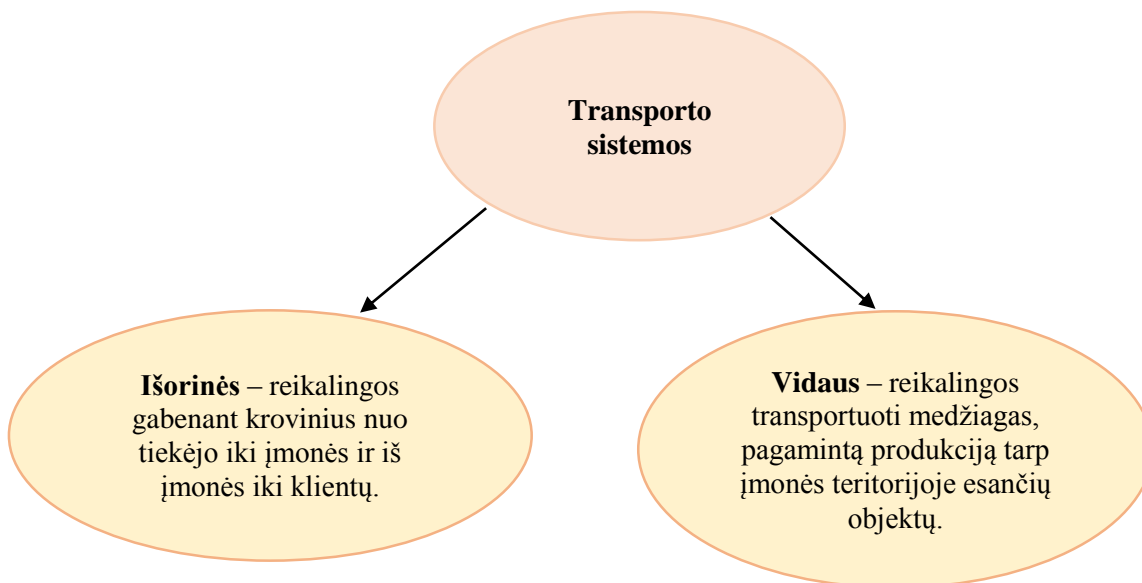 Transporto
sistemos
Išorinės – reikalingos
gabenant krovinius nuo
tiekėjo iki įmonės ir iš
įmonės iki klientų.
Vidaus – reikalingos
transportuoti medžiagas,
pagamintą produkciją tarp
įmonės teritorijoje esančių
objektų.